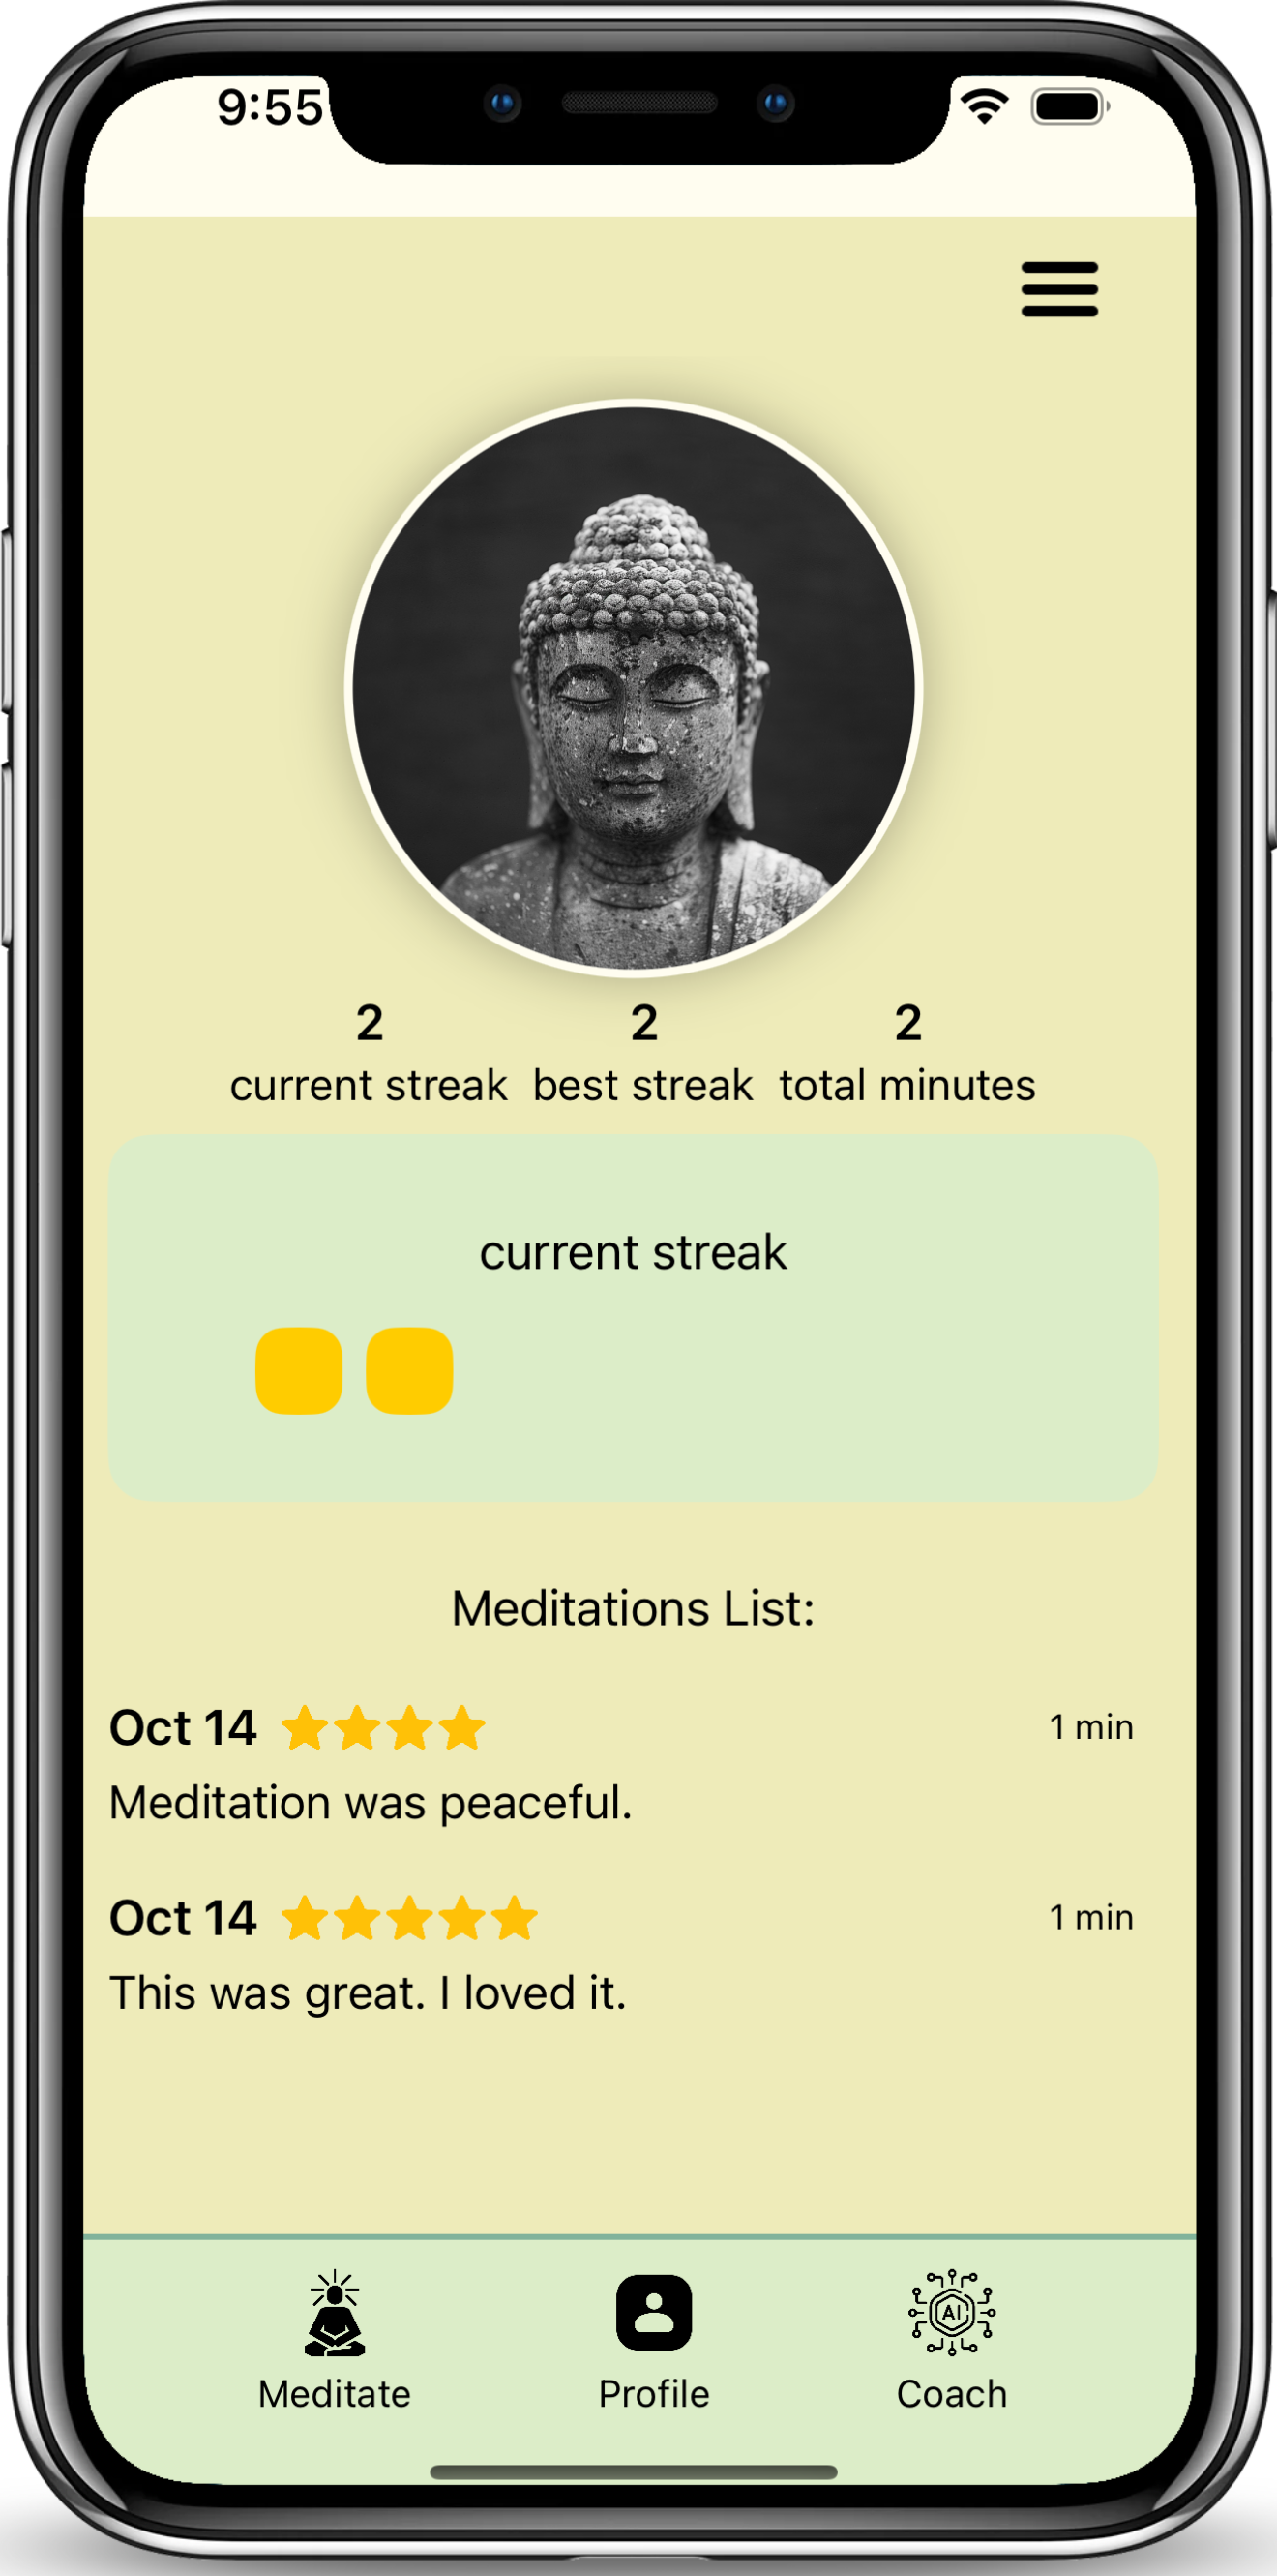 9:55
2 2 2
current streak best streak total minutes
current streak
Meditations List:
Oct 14 1 min
Meditation was peaceful.
Oct 14 1 min
This was great. I loved it.
AI
Meditate Profile Coach